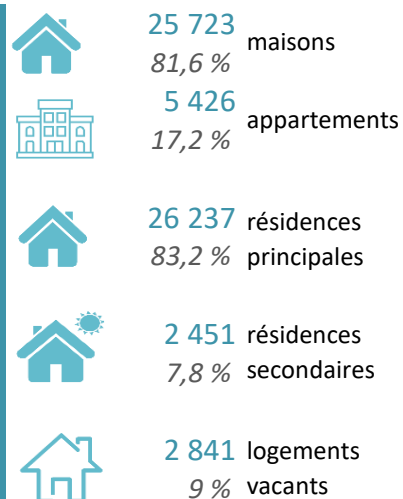 25 723 maisons
81,6 %
5 426 appartements
17,2 %
26 237 résidences
83,2 % principales
2 451 résidences
7,8 % secondaires
2 841 logements
9 % vacants